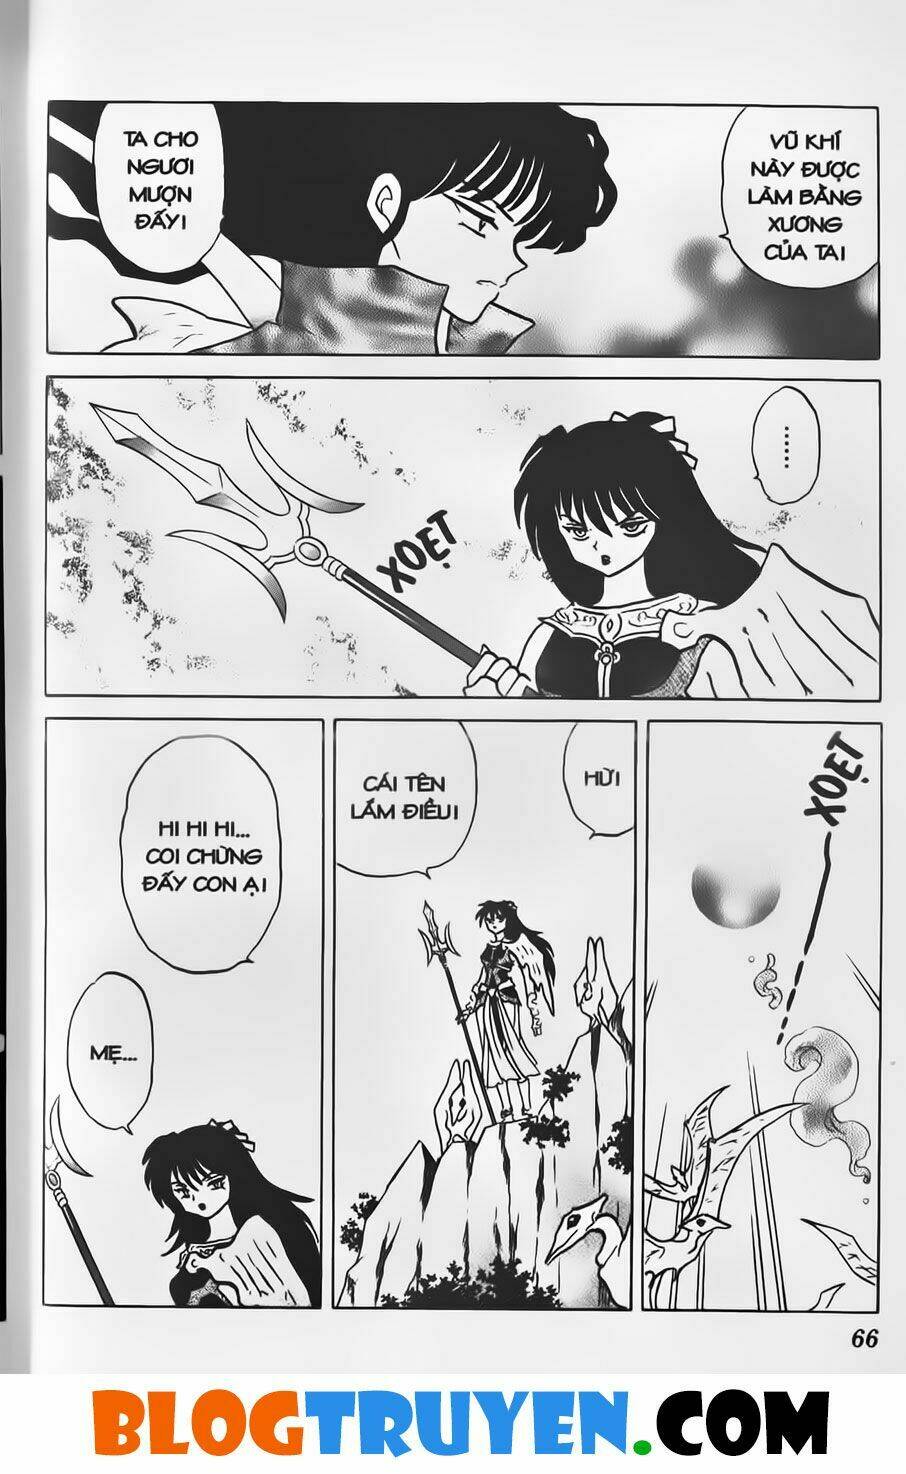 VŨ KHÍ
NÀY ĐƯỢC
LÀM BẰNG
XƯƠNG
CỦA TA!
TA CHO
NGƯƠI
MƯỢN
ĐẤY!
........
XOẸT
XOẸT
HỪ!
CÁI TÊN
LẮM ĐIỀU!
HI HI HI...
COI CHỪNG
ĐẤY CON Ạ!
MẸ...
66
BLOGTRUYEN.COM